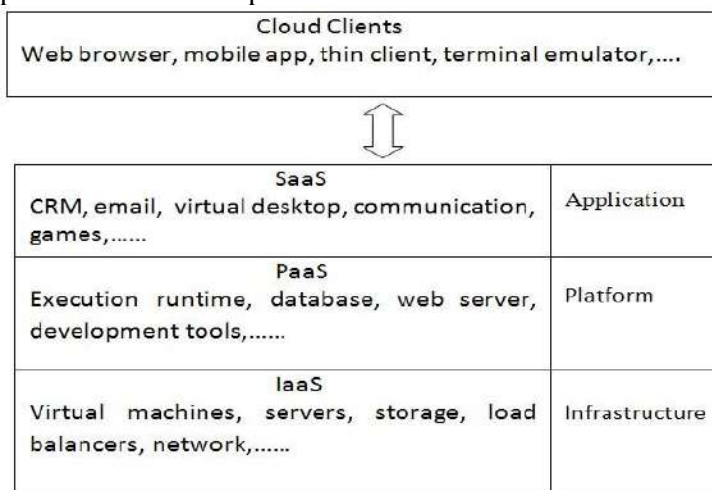 Cloud Clients
Web browser, mobile app, thin client, terminal emulator,....
SaaS
CRM, email, virtual desktop, communication,
games,......
Application
PaaS
Execution runtime, database, web server,
development tools,......
Platform
IaaS
Virtual machines, servers, storage, load
balancers, network,......
Infrastructure